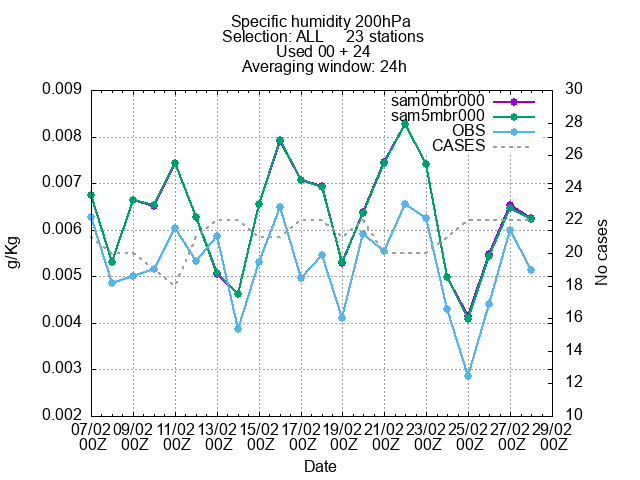 Specific humidity 200hPa
Selection: ALL     23 stations
Used 00 + 24
Averaging window: 24h
0.009
0.008
0.007
0.006
0.005
0.004
0.003
0.002
g/Kg
sam0mbr000
sam5mbr000
OBS
CASES
30
28
26
24
22
20
18
16
14
12
10
No cases
07/02 09/02 11/02 13/02 15/02 17/02 19/02 21/02 23/02 25/02 27/02 29/02
00Z 00Z 00Z 00Z 00Z 00Z 00Z 00Z 00Z 00Z 00Z 00Z
Date